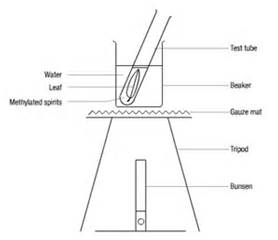 Test tube
Water
Leaf
Beaker
Methylated spirits
Gauze mat
Tripod
Bunsen